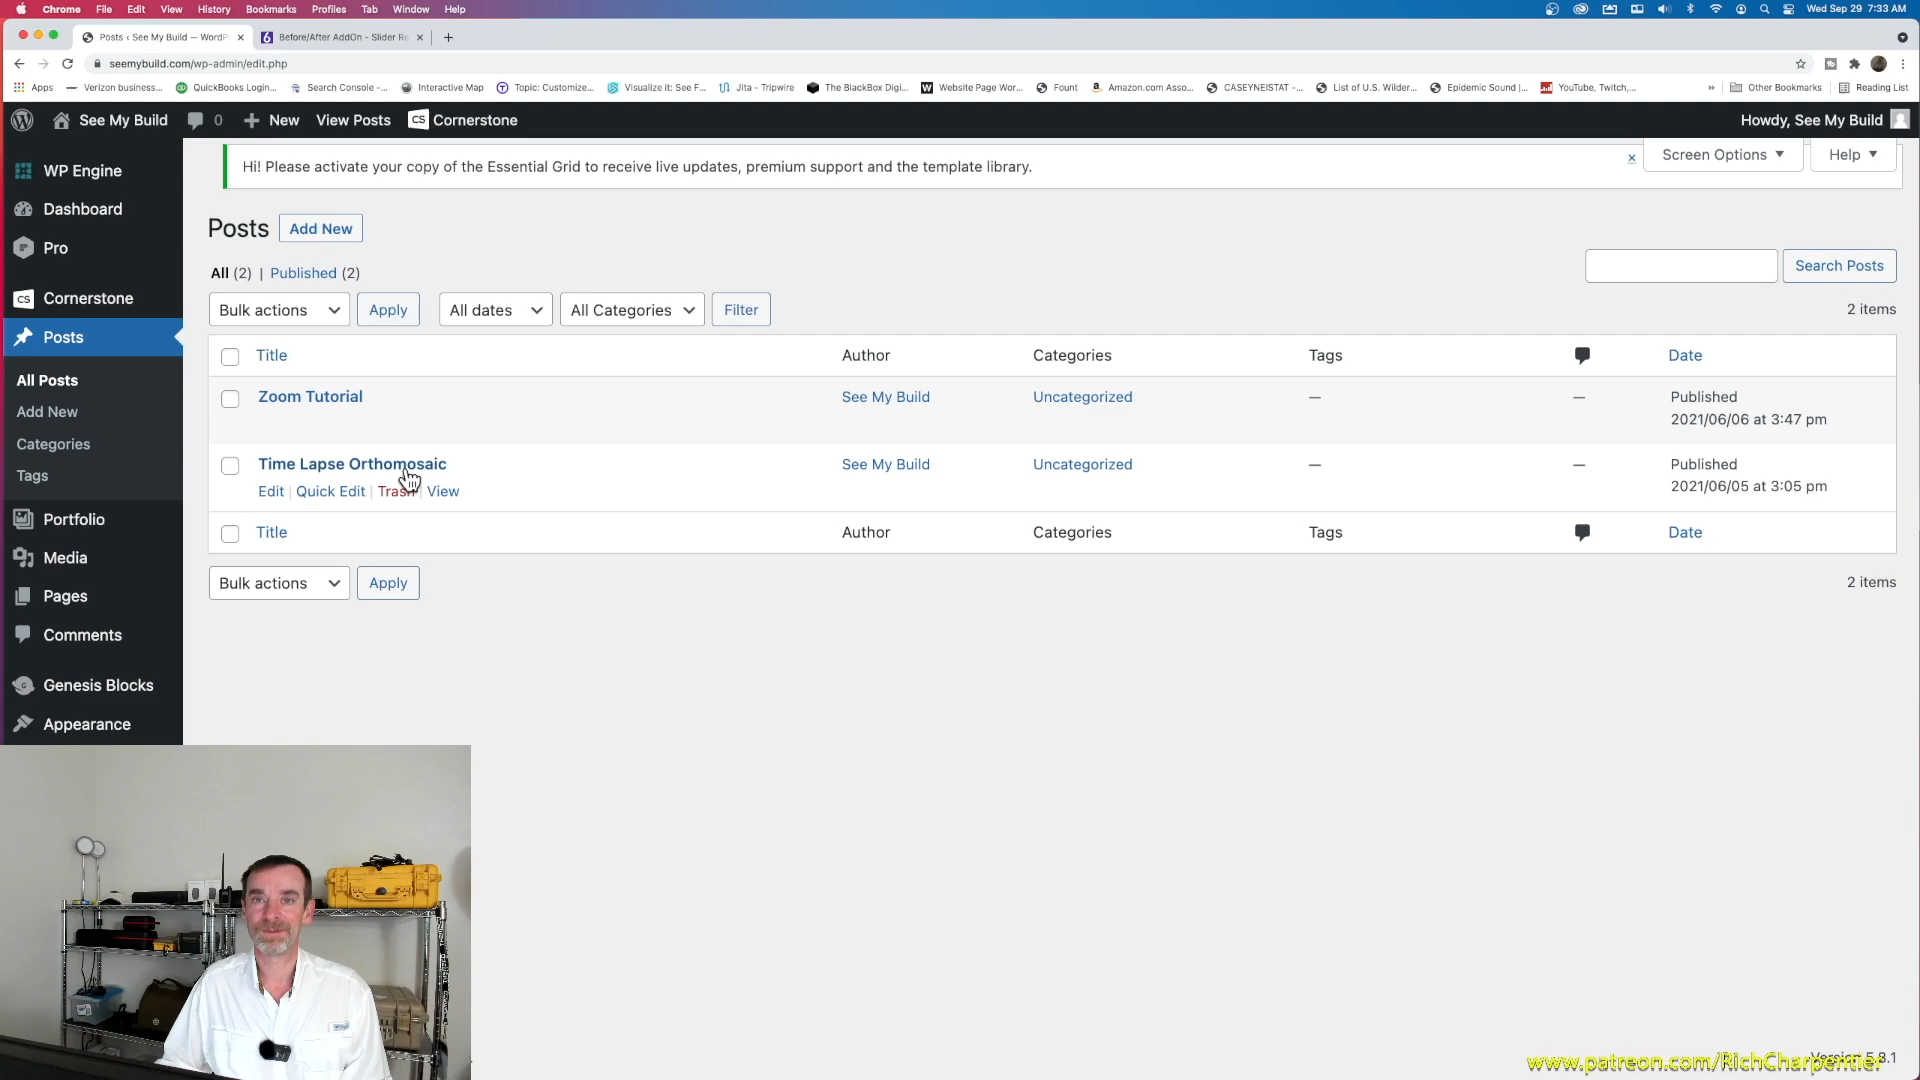 Chrome File Edit View History Bookmarks Profiles Tab Window Help
Wed Sep 29 7:33 AM
Posts ‹ See My Build — WordP
Before/After AddOn - Slider Re
seemybuild.com/wp-admin/edit.php
Apps Verizon business... QuickBooks Login... Search Console -... Interactive Map Topic: Customize... Visualize it: See F... Jita - Tripwire The BlackBox Digi... Website Page Wor... Fount Amazon.com Asso... CASEYNEISTAT -... List of U.S. Wilder... Epidemic Sound |... YouTube, Twitch,... » Other Bookmarks Reading List
See My Build 0 + New View Posts CS Cornerstone
Howdy, See My Build
Hi! Please activate your copy of the Essential Grid to receive live updates, premium support and the template library.
Screen Options ▼
Help ▼
WP Engine
Dashboard
Pro
CS Cornerstone
Posts
All Posts
Add New
Categories
Tags
Portfolio
Media
Pages
Comments
Genesis Blocks
Appearance
Posts Add New
All (2) | Published (2)
Search Posts
Bulk actions Apply All dates All Categories Filter
2 items
Title Author Categories Tags Date
Zoom Tutorial See My Build Uncategorized — — Published
2021/06/06 at 3:47 pm
Time Lapse Orthomosaic See My Build Uncategorized — — Published
2021/06/05 at 3:05 pm
Edit | Quick Edit | Trash | View
Title Author Categories Tags Date
Bulk actions Apply
2 items
Version 5.8.1
www.patreon.com/RichCharpentier